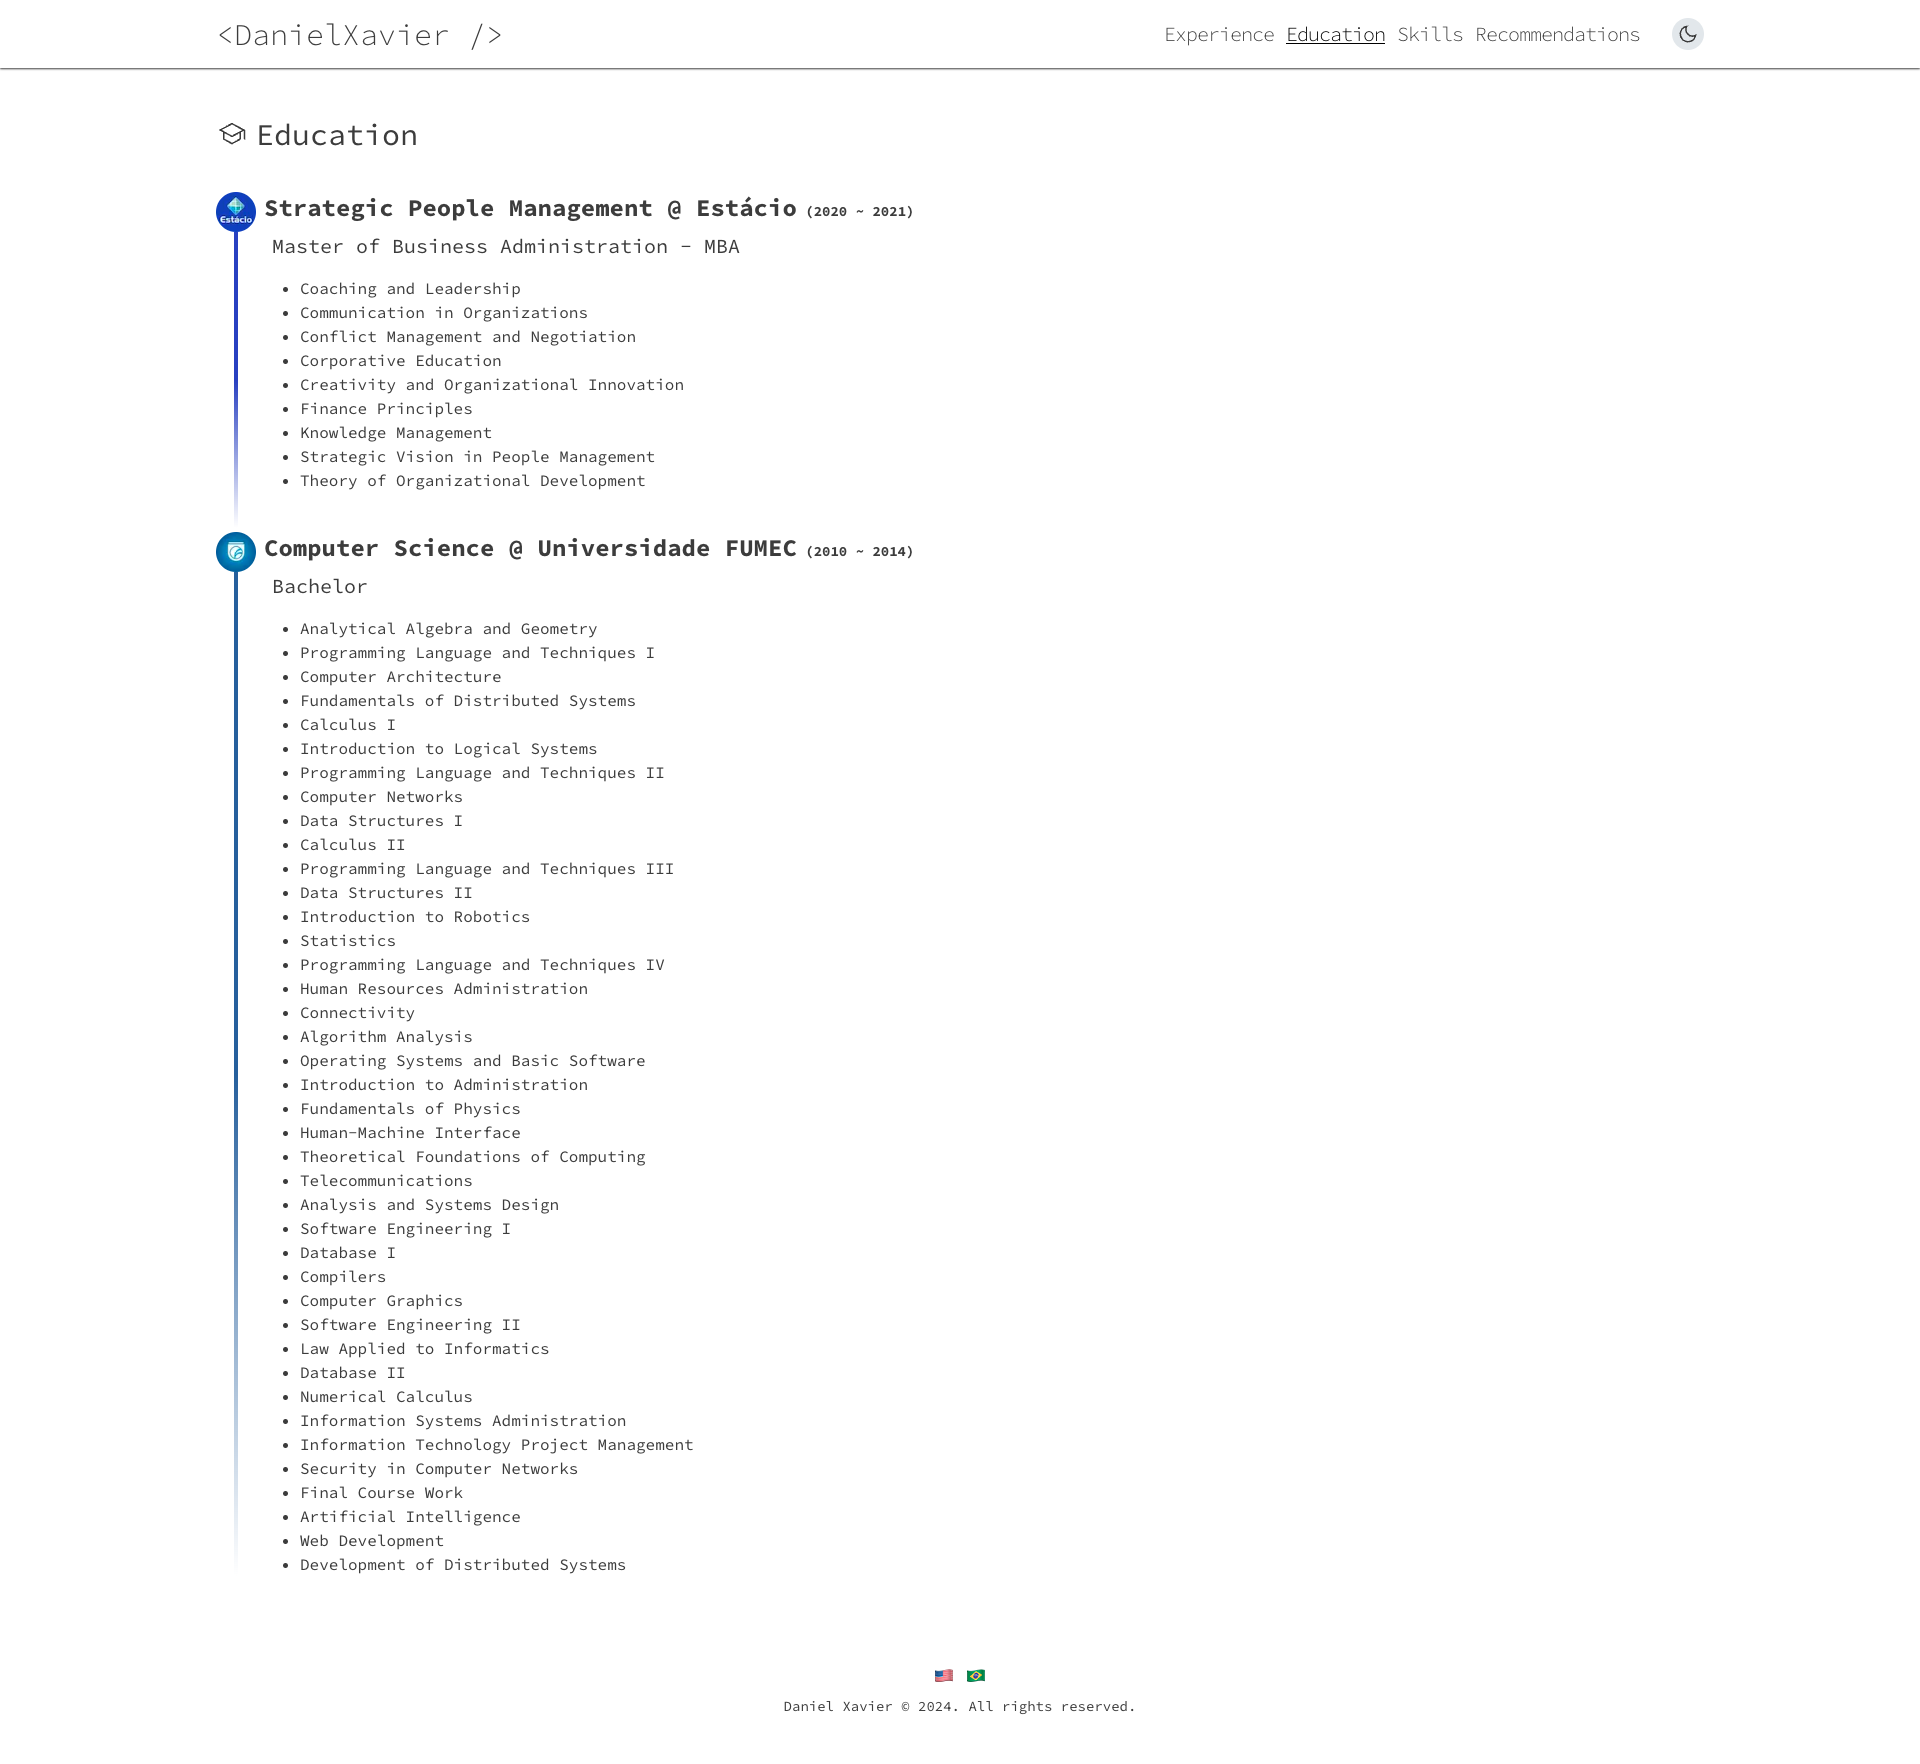 <DanielXavier />
Experience Education Skills Recommendations
Education
Estácio
Strategic People Management @ Estácio (2020 ~ 2021)
Master of Business Administration - MBA
• Coaching and Leadership
• Communication in Organizations
• Conflict Management and Negotiation
• Corporative Education
• Creativity and Organizational Innovation
• Finance Principles
• Knowledge Management
• Strategic Vision in People Management
• Theory of Organizational Development
Computer Science @ Universidade FUMEC (2010 ~ 2014)
Bachelor
• Analytical Algebra and Geometry
• Programming Language and Techniques I
• Computer Architecture
• Fundamentals of Distributed Systems
• Calculus I
• Introduction to Logical Systems
• Programming Language and Techniques II
• Computer Networks
• Data Structures I
• Calculus II
• Programming Language and Techniques III
• Data Structures II
• Introduction to Robotics
• Statistics
• Programming Language and Techniques IV
• Human Resources Administration
• Connectivity
• Algorithm Analysis
• Operating Systems and Basic Software
• Introduction to Administration
• Fundamentals of Physics
• Human-Machine Interface
• Theoretical Foundations of Computing
• Telecommunications
• Analysis and Systems Design
• Software Engineering I
• Database I
• Compilers
• Computer Graphics
• Software Engineering II
• Law Applied to Informatics
• Database II
• Numerical Calculus
• Information Systems Administration
• Information Technology Project Management
• Security in Computer Networks
• Final Course Work
• Artificial Intelligence
• Web Development
• Development of Distributed Systems
Daniel Xavier © 2024. All rights reserved.